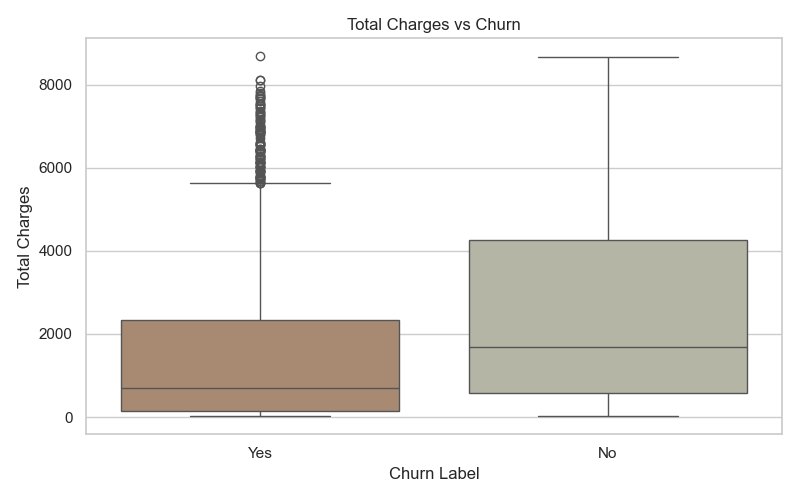 Total Charges vs Churn
8000
6000
4000
2000
0
Total Charges
Yes
No
Churn Label